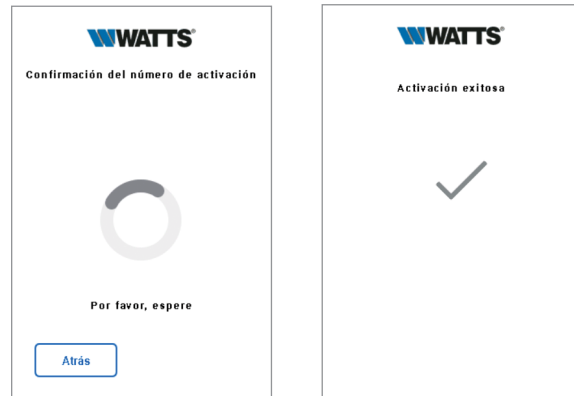 WATTS®
Confirmación del número de activación
Por favor, espere
Atrás
WATTS®
Activación exitosa